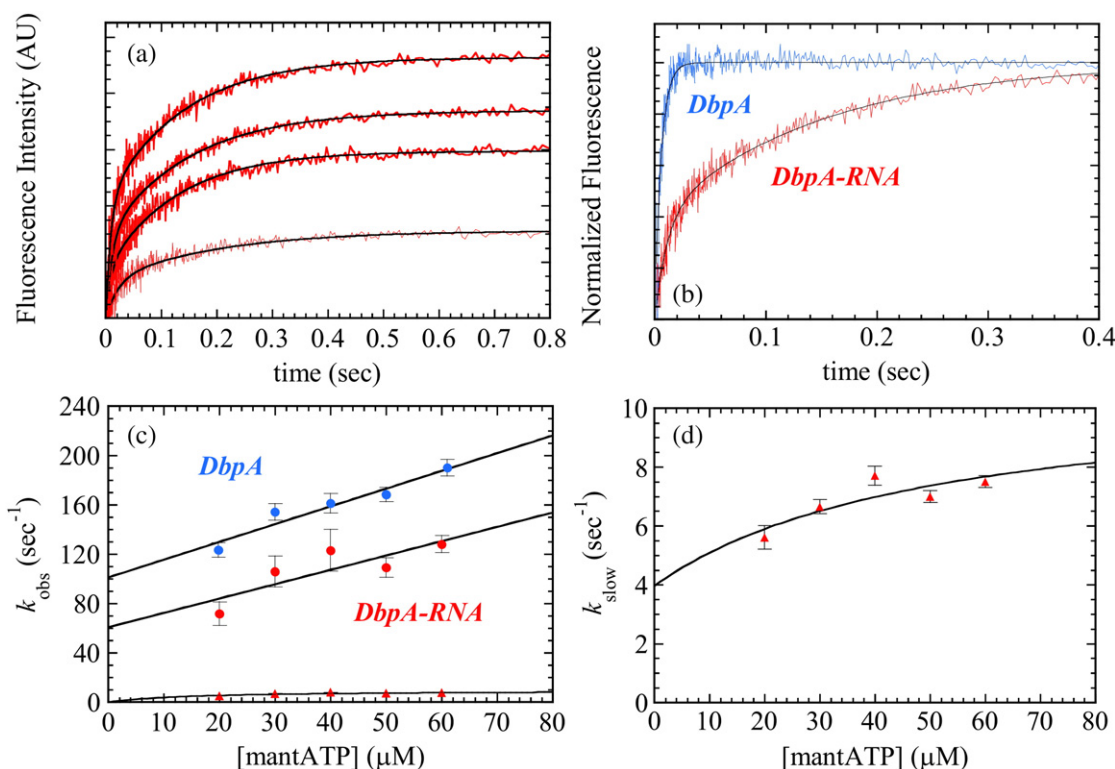 (a)
Fluorescence Intensity (AU)
0 0.1 0.2 0.3 0.4 0.5 0.6 0.7 0.8
time (sec)
(b)
Normalized Fluorescence
DbpA
DbpA-RNA
0 0.1 0.2 0.3 0.4
time (sec)
(c)
k_obs (sec⁻¹)
240
200
160
120
80
40
0
DbpA
DbpA-RNA
0 10 20 30 40 50 60 70 80
[mantATP] (μM)
(d)
k_slow (sec⁻¹)
10
8
6
4
2
0
0 10 20 30 40 50 60 70 80
[mantATP] (μM)